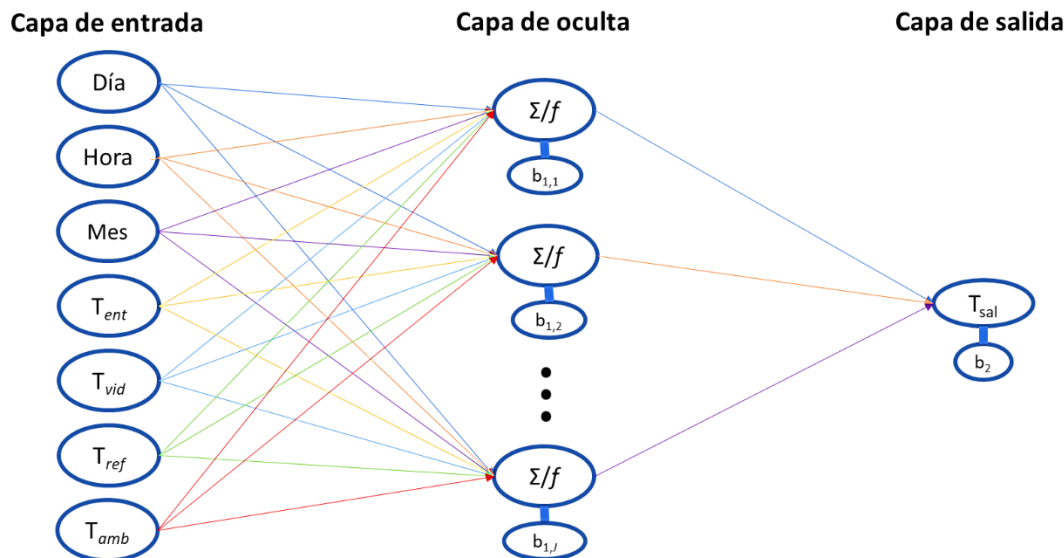 Capa de entrada
Capa de oculta
Capa de salida
Día
Hora
Mes
T_ent
T_vid
T_ref
T_amb
Σ/f
b_1,1
Σ/f
b_1,2
Σ/f
b_1,J
T_sal
b_2